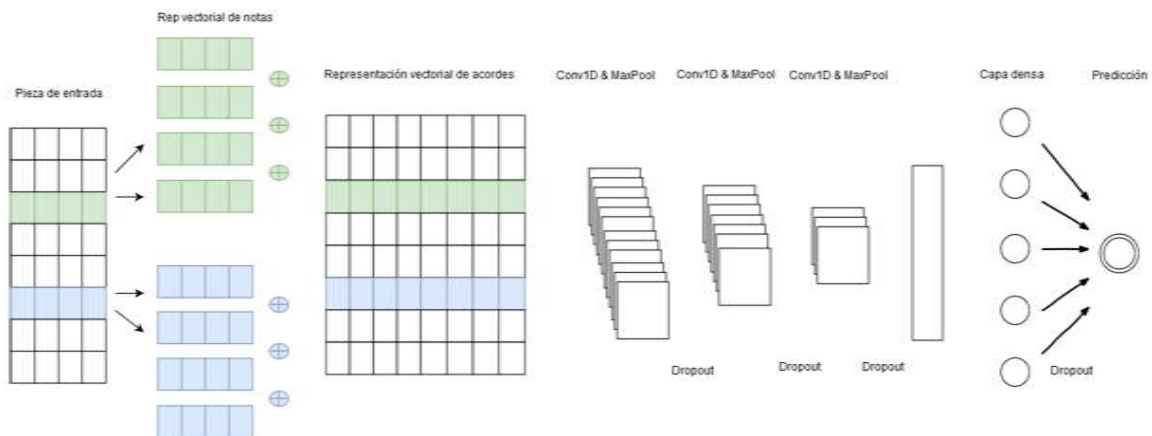 Rep vectorial de notas
Pieza de entrada
Representación vectorial de acordes
Conv1D & MaxPool
Conv1D & MaxPool
Conv1D & MaxPool
Capa densa
Predicción
Dropout
Dropout
Dropout
Dropout